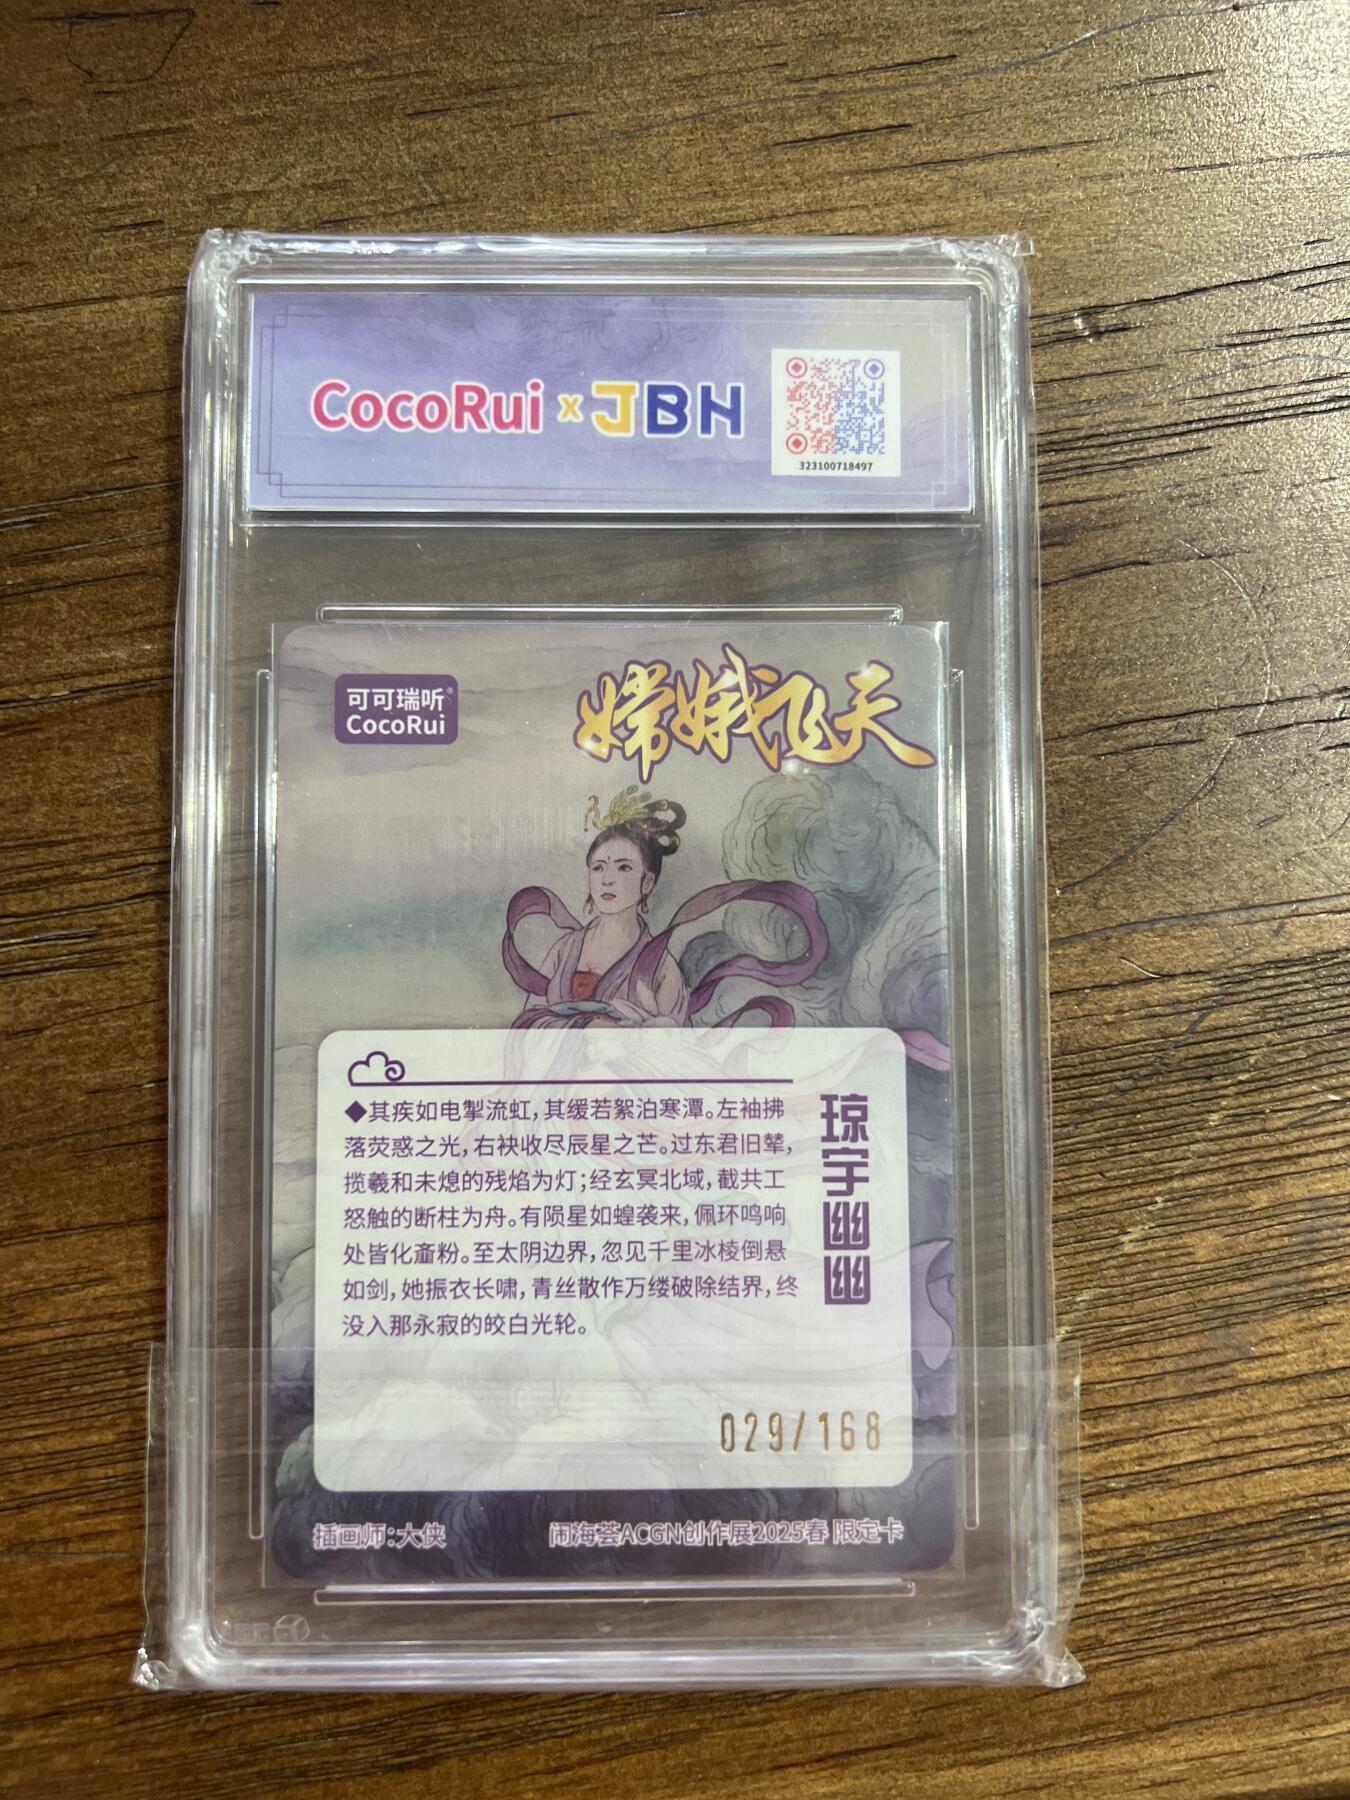 CocoRui x JBH
323100718497
可可瑞听®
CocoRui
嫦娥飞天
◆其疾如电掣流虹,其缓若絮泊寒潭。左袖拂
落荧惑之光,右袂收尽辰星之芒。过东君旧辇,
揽羲和未熄的残焰为灯;经玄冥北域,截共工
怒触的断柱为舟。有陨星如蝗袭来,佩环鸣响
处皆化齑粉。至太阴边界,忽见千里冰棱倒悬
如剑,她振衣长啸,青丝散作万缕破除结界,终
没入那永寂的皎白光轮。
琼宇幽幽
029/168
插画师:大侠
闹海荟ACGN创作展2025春 限定卡